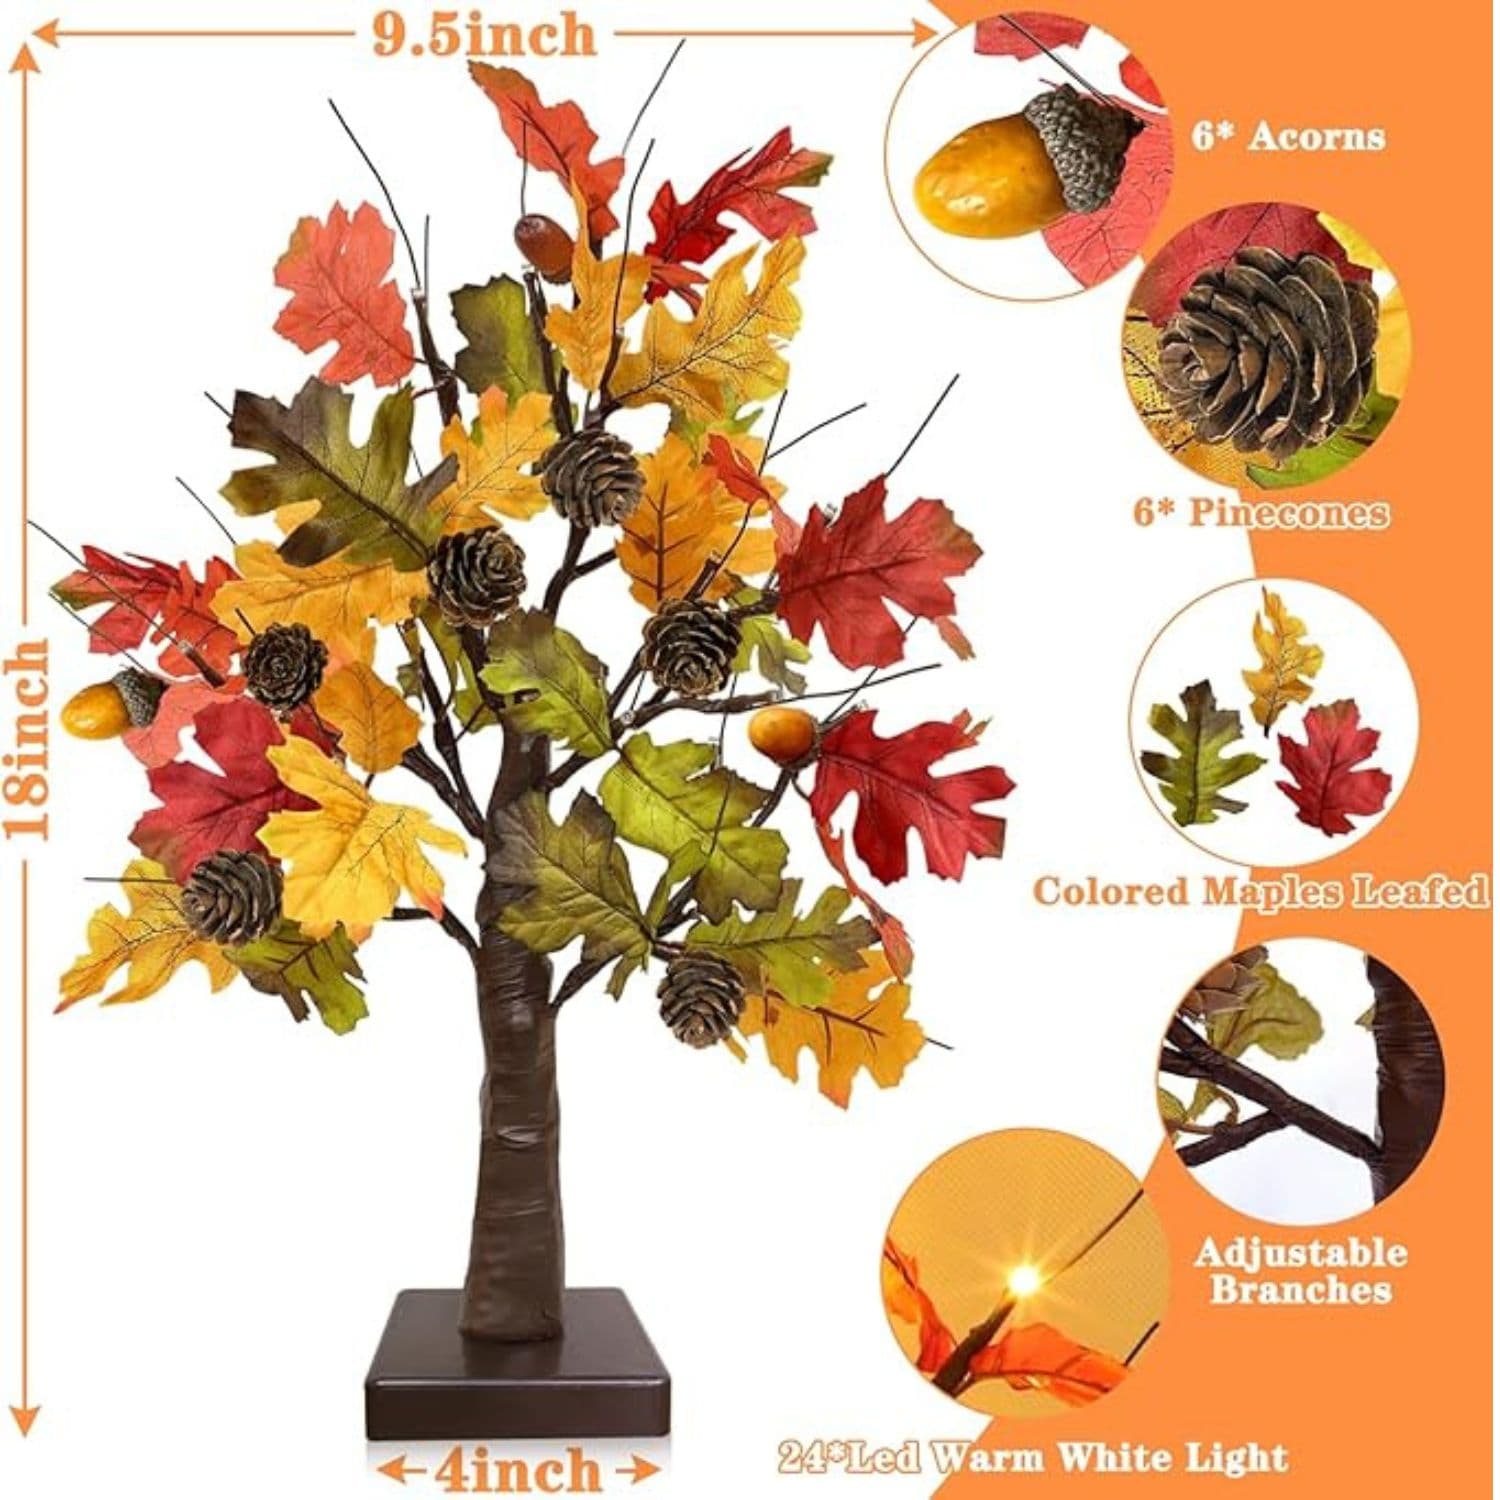 9.5inch
6* Acorns
6* Pinecones
18inch
Colored Maples Leafed
Adjustable
Branches
24*Led Warm White Light
4inch